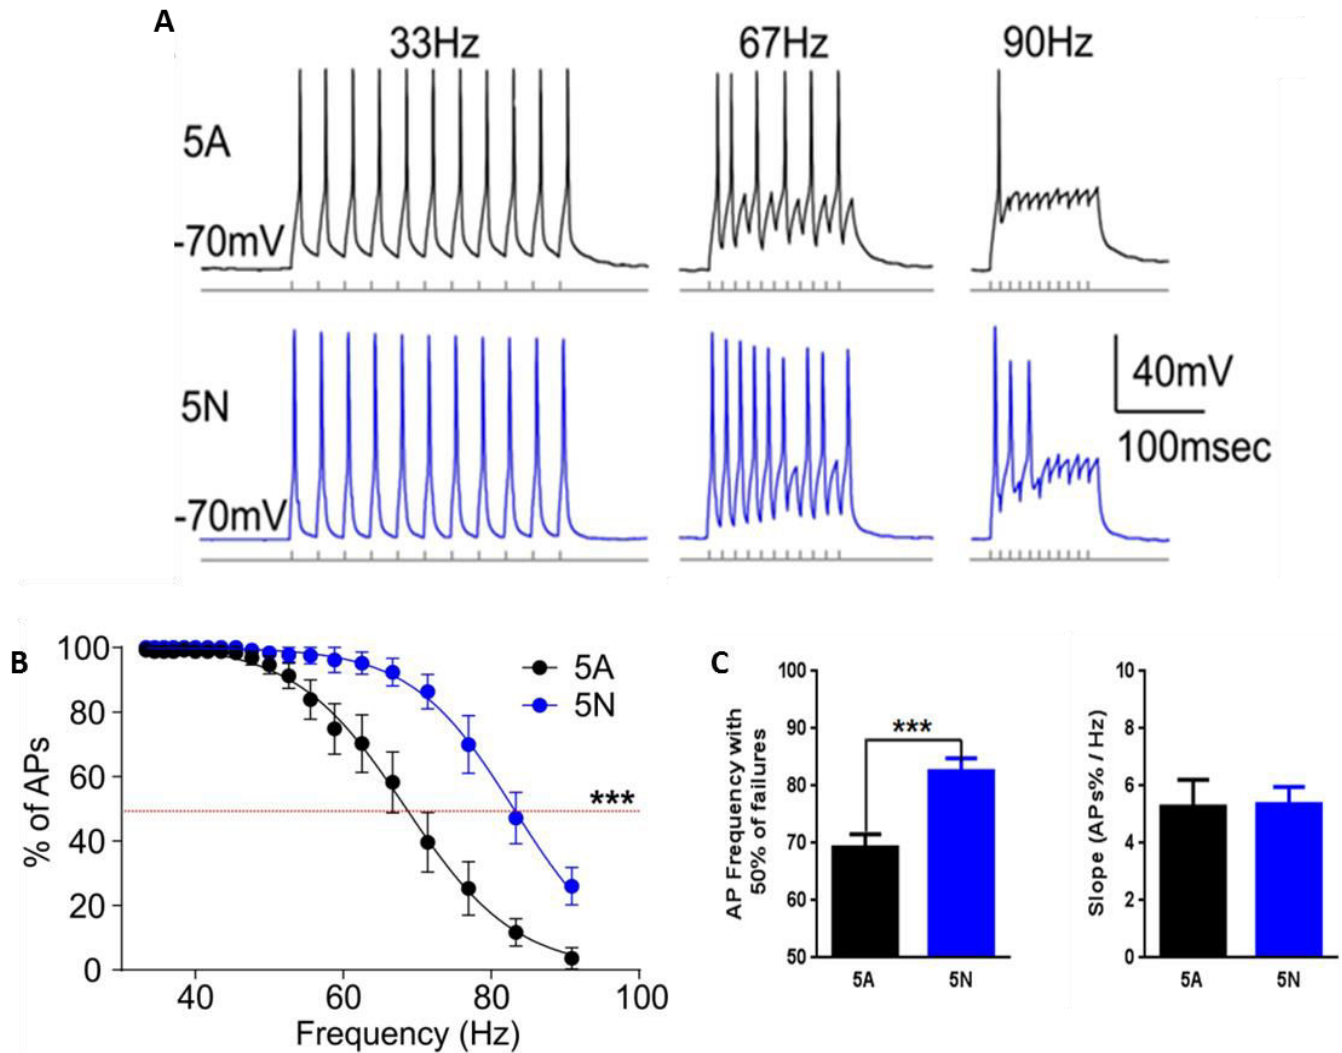 A
33Hz 67Hz 90Hz
5A
-70mV
5N
40mV
100msec
-70mV
B
100
80
60
40
20
0
% of APs
5A
5N
***
40 60 80 100
Frequency (Hz)
C
100
90
80
70
60
50
AP Frequency with
50% of failures
***
5A 5N
10
8
6
4
2
0
Slope (APs% / Hz)
5A 5N